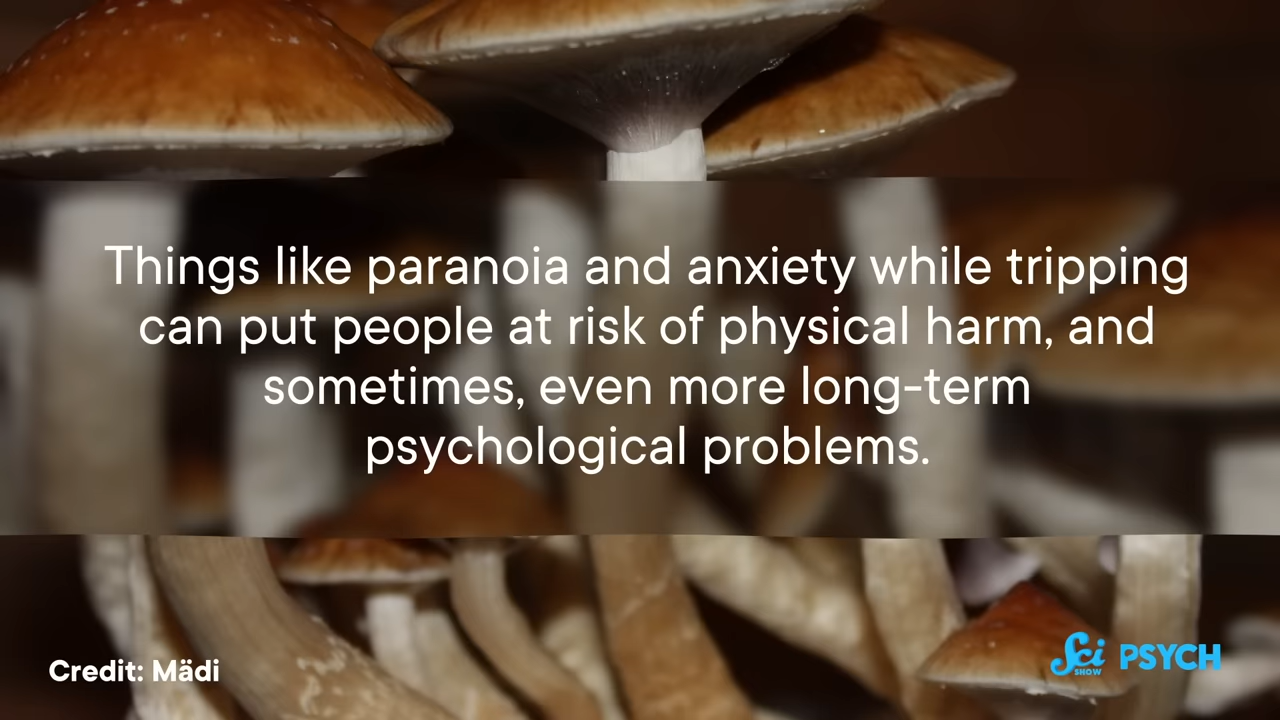 Things like paranoia and anxiety while tripping
can put people at risk of physical harm, and
sometimes, even more long-term
psychological problems.
Credit: Mädi
Sci SHOW PSYCH